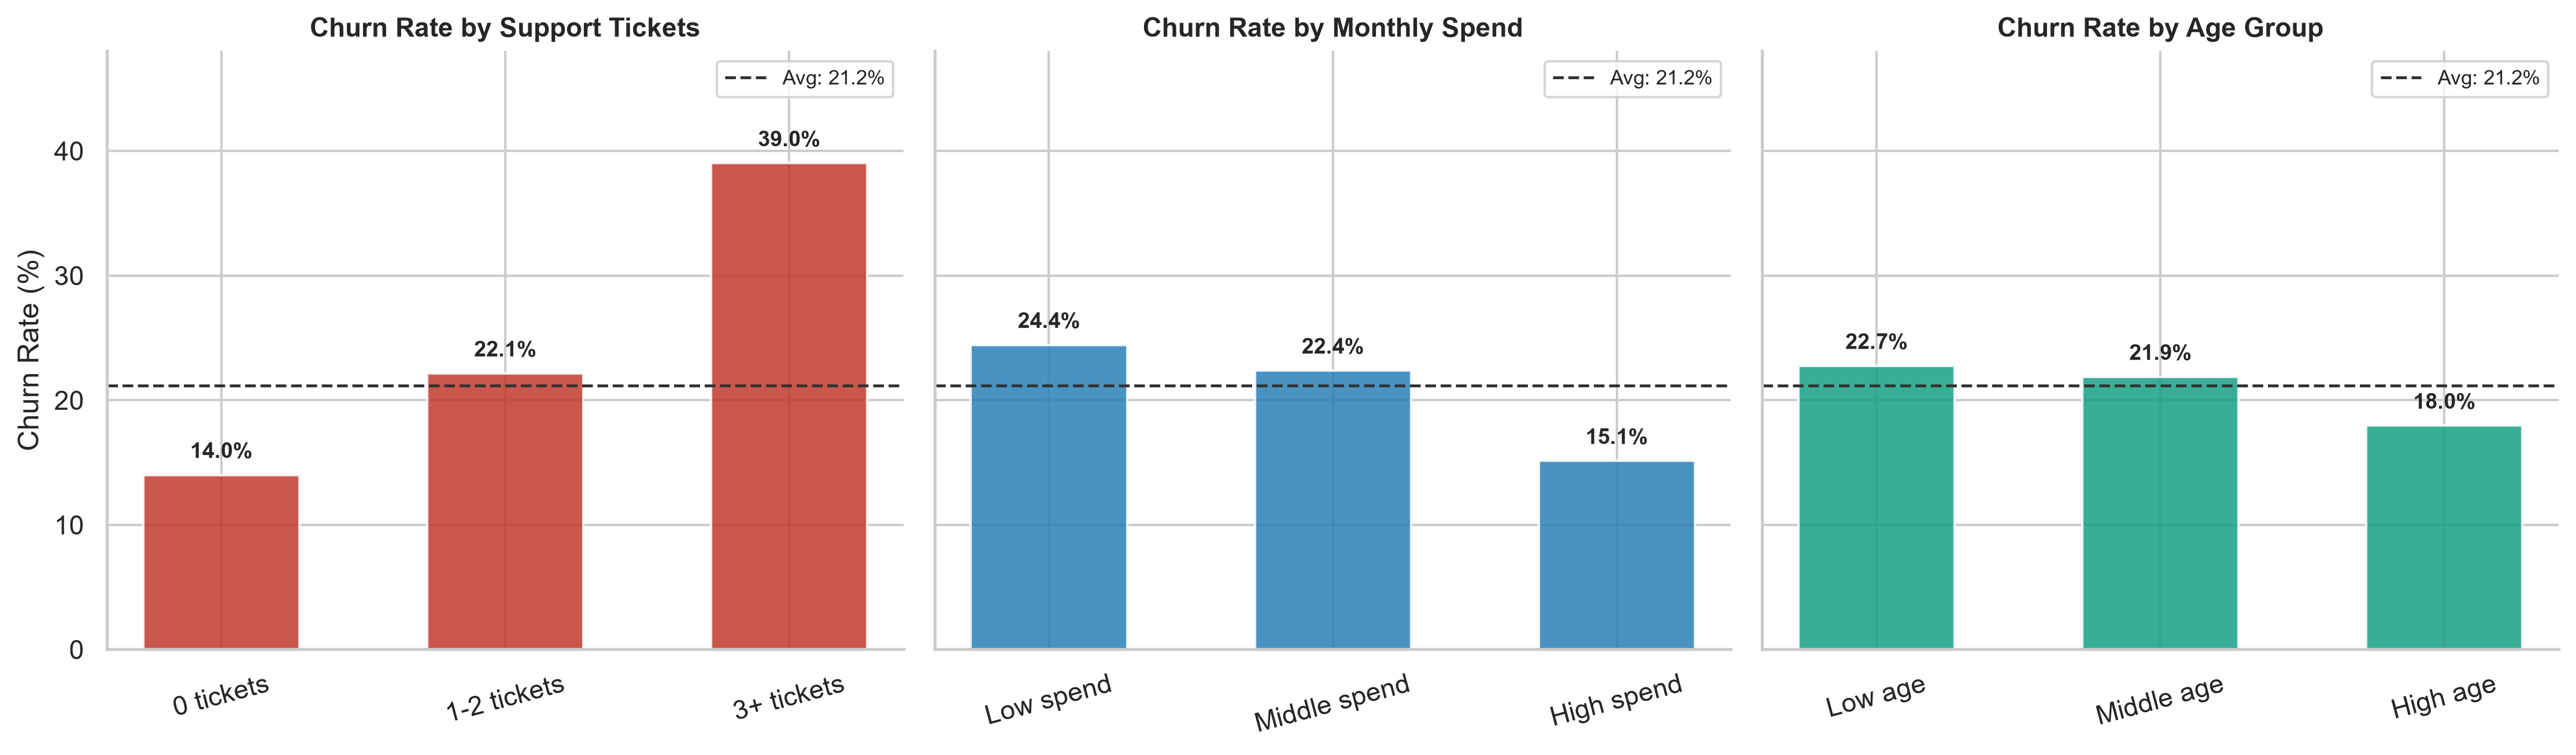 Churn Rate by Support Tickets
Avg: 21.2%
Churn Rate (%)
40
30
20
10
0
14.0%
22.1%
39.0%
0 tickets
1-2 tickets
3+ tickets
Churn Rate by Monthly Spend
Avg: 21.2%
24.4%
22.4%
15.1%
Low spend
Middle spend
High spend
Churn Rate by Age Group
Avg: 21.2%
22.7%
21.9%
18.0%
Low age
Middle age
High age